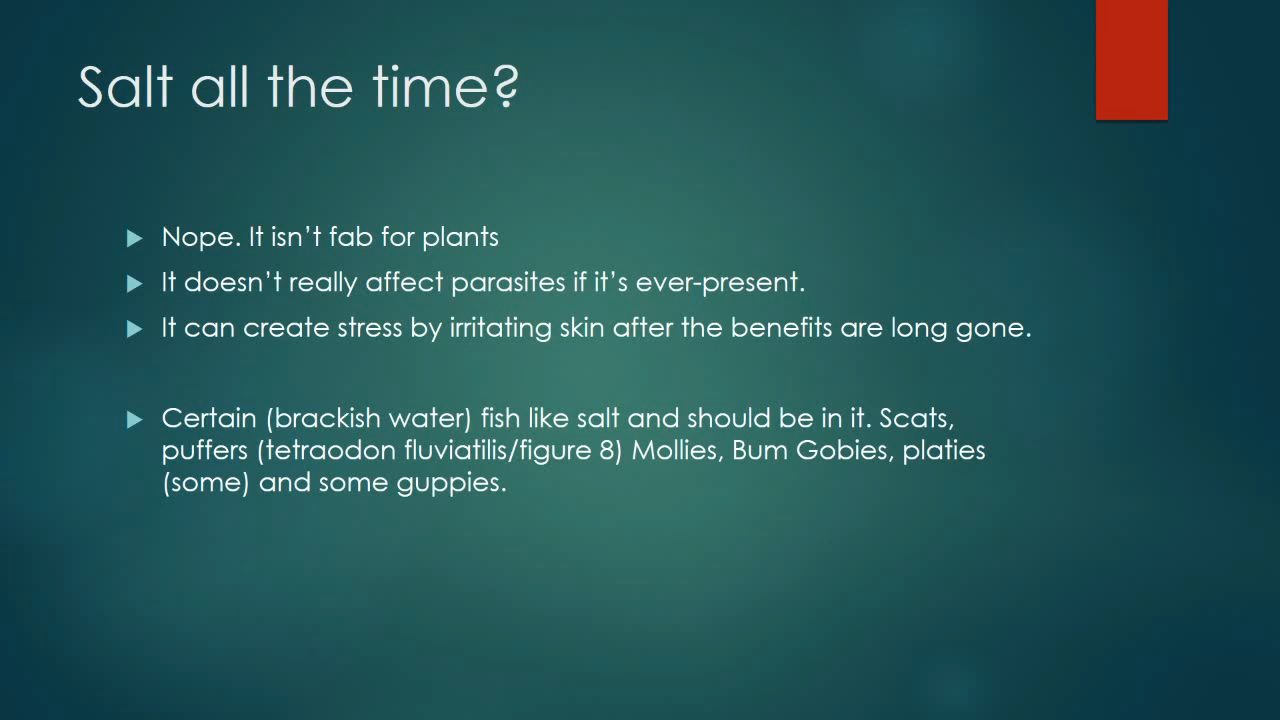 Salt all the time?
Nope. It isn’t fab for plants
It doesn’t really affect parasites if it’s ever-present.
It can create stress by irritating skin after the benefits are long gone.
Certain (brackish water) fish like salt and should be in it. Scats,
puffers (tetraodon fluviatilis/figure 8) Mollies, Bum Gobies, platies
(some) and some guppies.